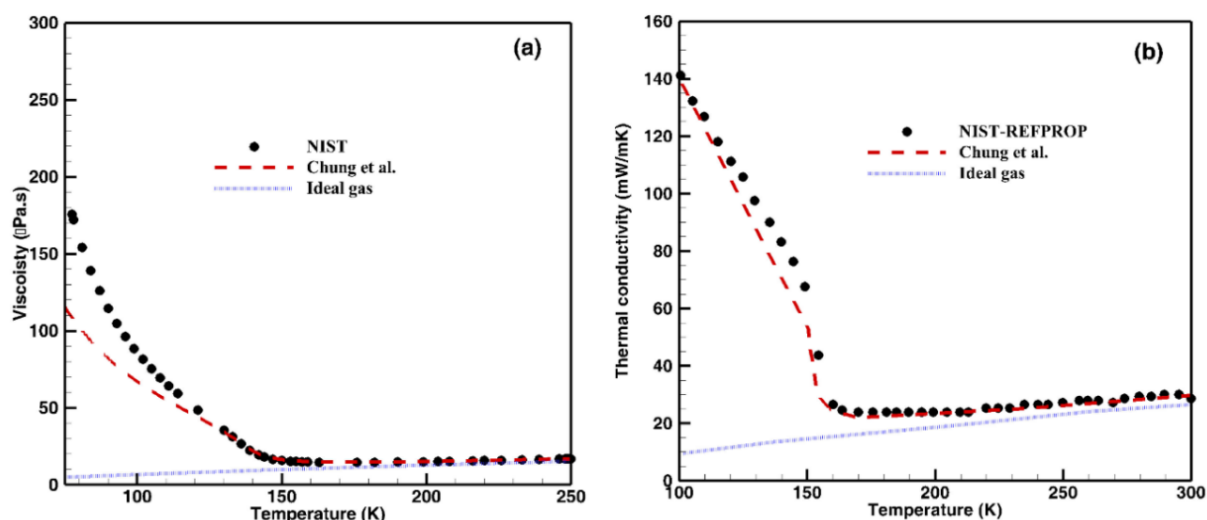 300
250
200
150
100
50
0
Viscoisty (▯Pa.s)
(a)
NIST
Chung et al.
Ideal gas
100
150
200
250
Temperature (K)
160
140
120
100
80
60
40
20
0
Thermal conductivity (mW/mK)
(b)
NIST-REFPROP
Chung et al.
Ideal gas
100
150
200
250
300
Temperature (K)